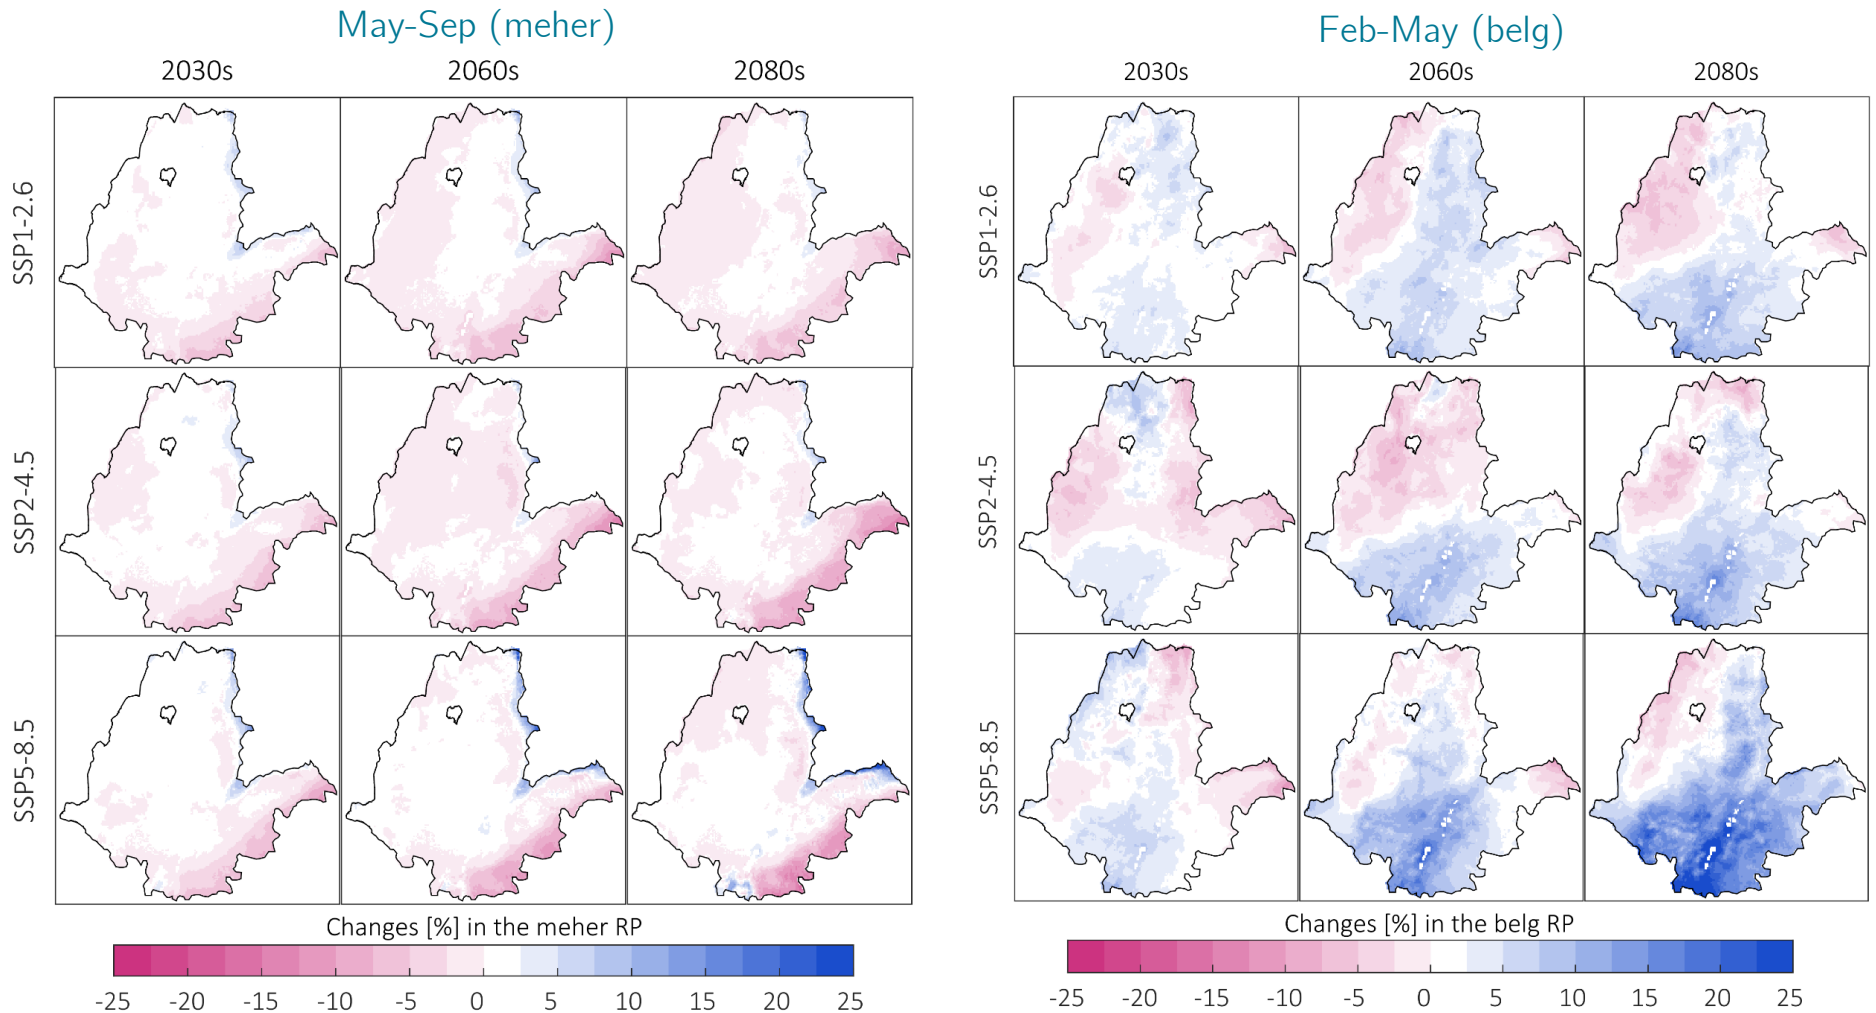 May-Sep (meher)
2030s 2060s 2080s
SSP1-2.6
SSP2-4.5
SSP5-8.5
Changes [%] in the meher RP
-25 -20 -15 -10 -5 0 5 10 15 20 25
Feb-May (belg)
2030s 2060s 2080s
SSP1-2.6
SSP2-4.5
SSP5-8.5
Changes [%] in the belg RP
-25 -20 -15 -10 -5 0 5 10 15 20 25